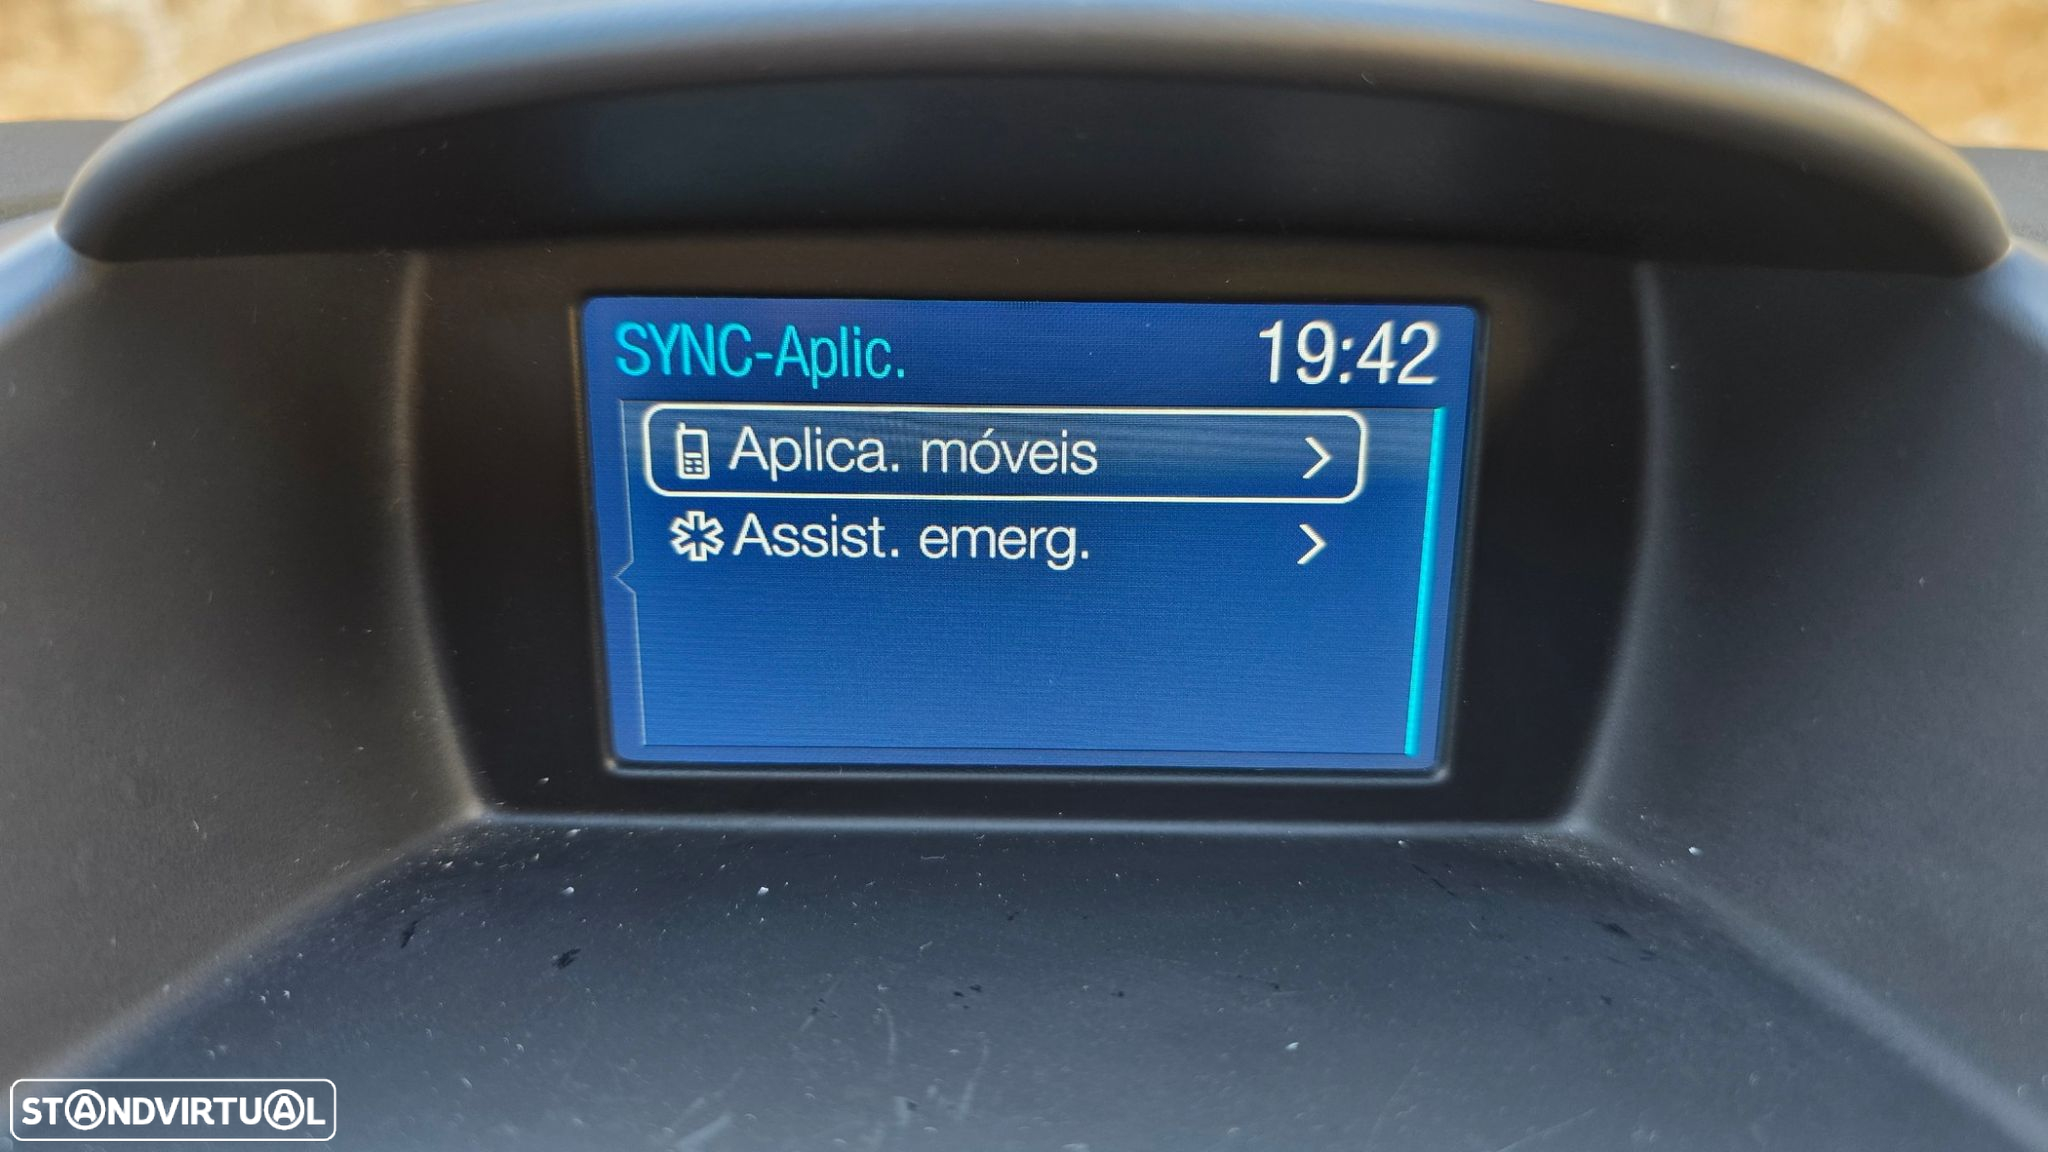 SYNC-Aplic. 19:42
Aplica. móveis
Assist. emerg.
STANDVIRTUAL